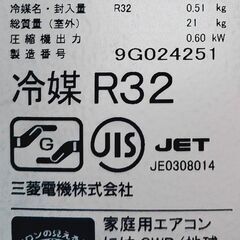 冷媒名・封入量 R32 0.51 kg
総質量（室外） 21 kg
圧縮機出力 0.60 kW
製造番号 9G024251
冷媒 R32
G JIS JET
JE0308014
三菱電機株式会社
家庭用エアコン